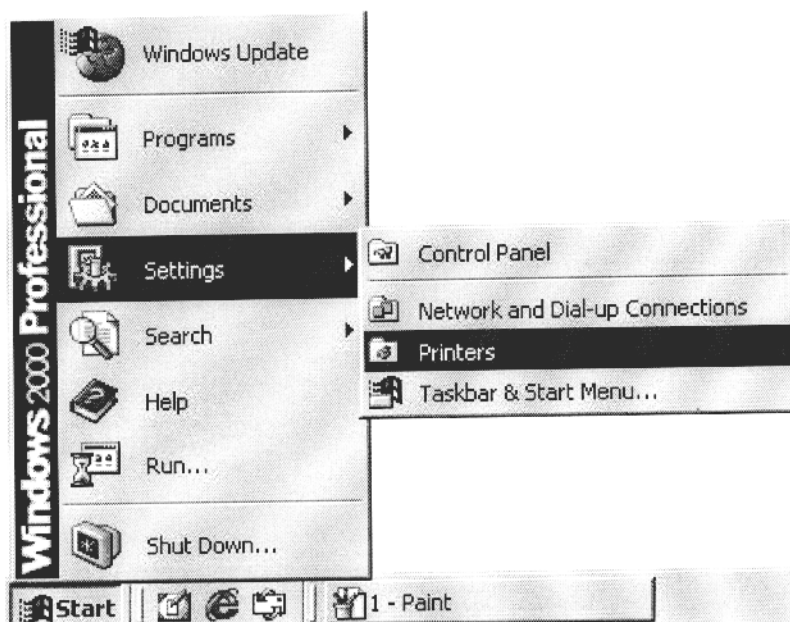 Windows 2000 Professional
Windows Update
Programs
Documents
Settings
Search
Help
Run...
Shut Down...
Control Panel
Network and Dial-up Connections
Printers
Taskbar & Start Menu...
Start
1 - Paint